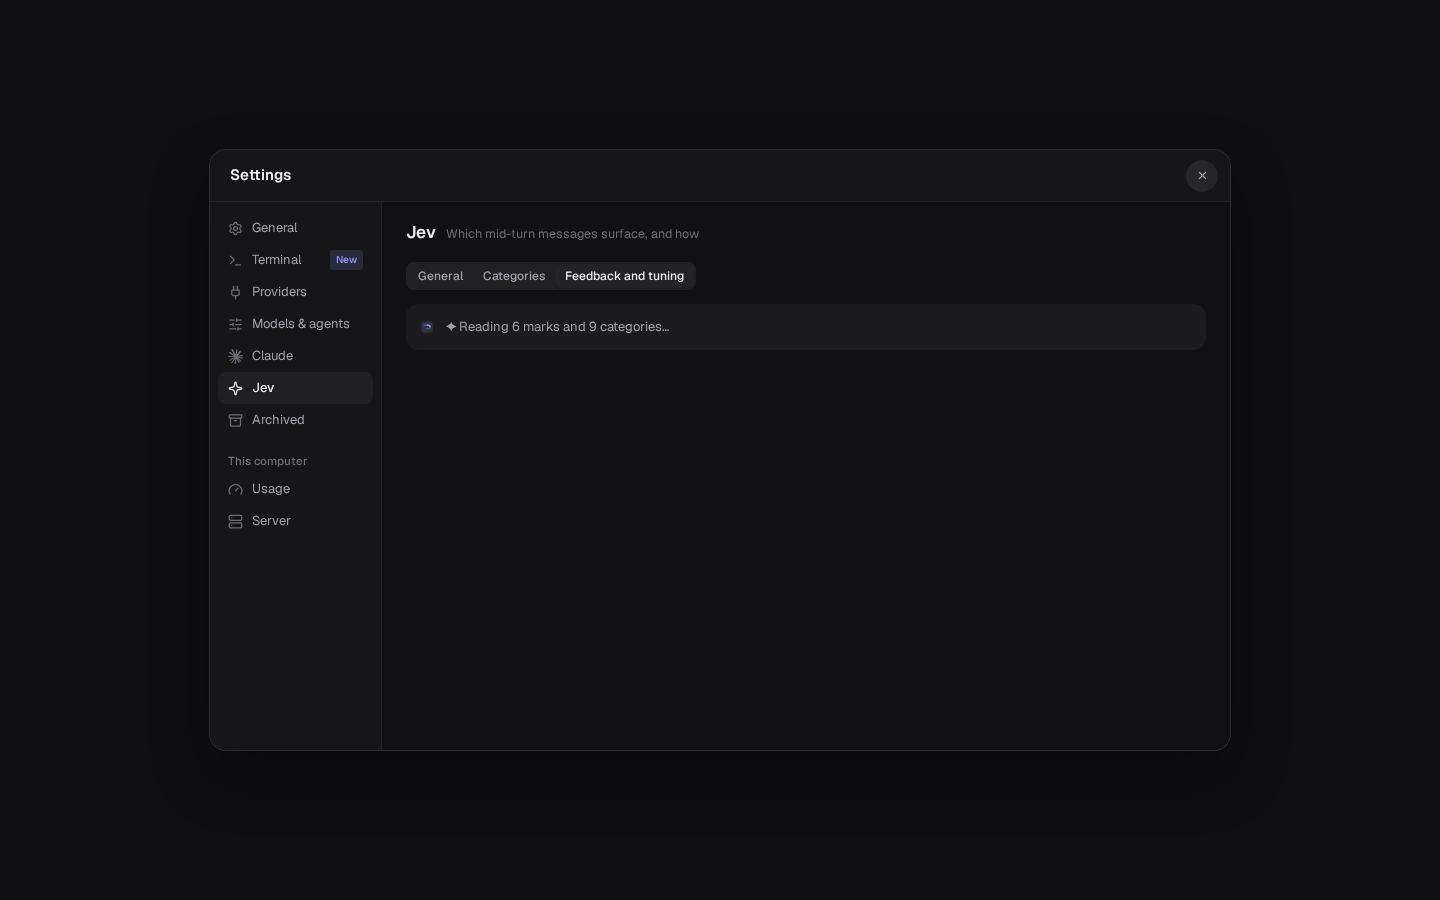 Settings
General
Terminal
New
Providers
Models & agents
Claude
Jev
Archived
This computer
Usage
Server
Jev
Which mid-turn messages surface, and how
General
Categories
Feedback and tuning
✦ Reading 6 marks and 9 categories…